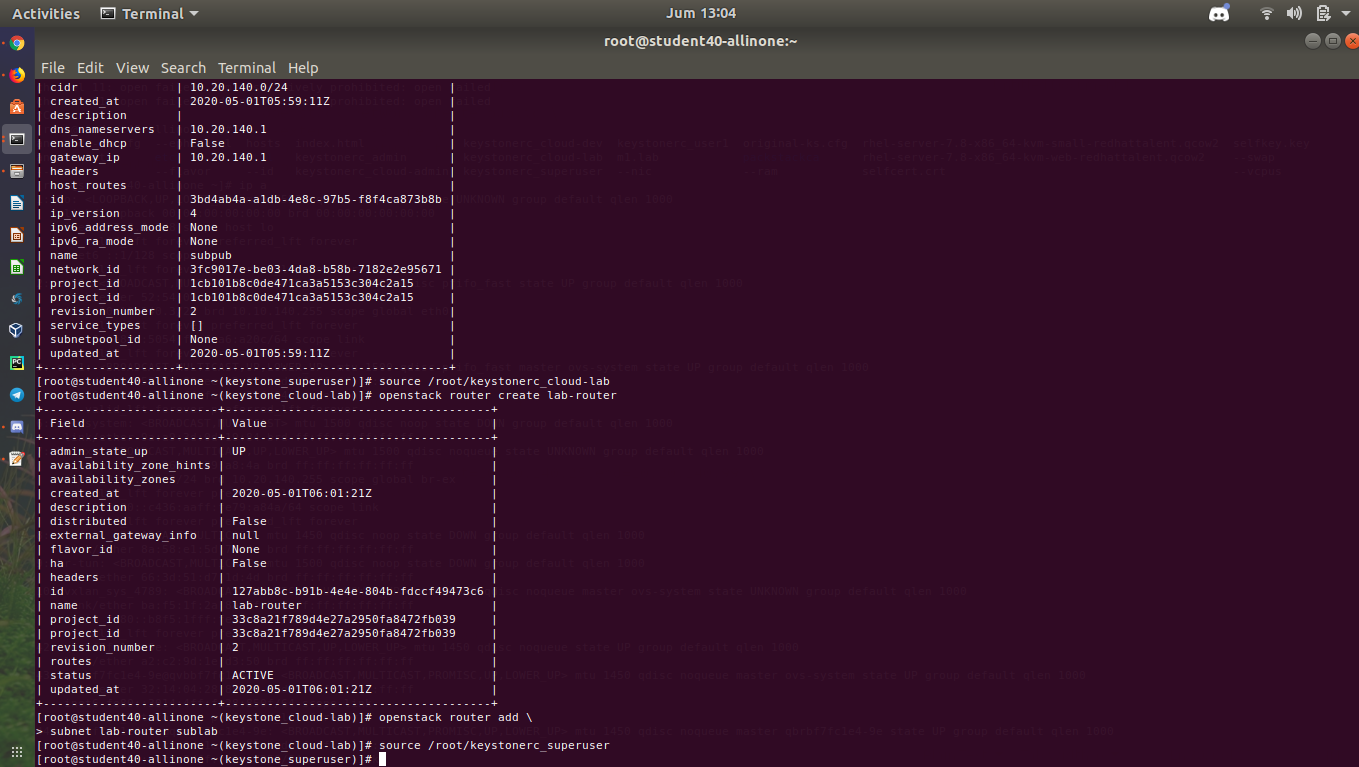 Activities Terminal Jum 13:04
root@student40-allinone:~
File Edit View Search Terminal Help
| cidr | 10.20.140.0/24 |
| created_at | 2020-05-01T05:59:11Z |
| description | |
| dns_nameservers | 10.20.140.1 |
| enable_dhcp | False |
| gateway_ip | 10.20.140.1 |
| headers | |
| host_routes | |
| id | 3bd4ab4a-a1db-4e8c-97b5-f8f4ca873b8b |
| ip_version | 4 |
| ipv6_address_mode | None |
| ipv6_ra_mode | None |
| name | subpub |
| network_id | 3fc9017e-be03-4da8-b58b-7182e2e95671 |
| project_id | 1cb101b8c0de471ca3a5153c304c2a15 |
| project_id | 1cb101b8c0de471ca3a5153c304c2a15 |
| revision_number | 2 |
| service_types | [] |
| subnetpool_id | None |
| updated_at | 2020-05-01T05:59:11Z |
+-------------------+--------------------------------------+
[root@student40-allinone ~(keystone_superuser)]# source /root/keystonerc_cloud-lab
[root@student40-allinone ~(keystone_cloud-lab)]# openstack router create lab-router
+-------------------------+--------------------------------------+
| Field | Value |
+-------------------------+--------------------------------------+
| admin_state_up | UP |
| availability_zone_hints | |
| availability_zones | |
| created_at | 2020-05-01T06:01:21Z |
| description | |
| distributed | False |
| external_gateway_info | null |
| flavor_id | None |
| ha | False |
| headers | |
| id | 127abb8c-b91b-4e4e-804b-fdccf49473c6 |
| name | lab-router |
| project_id | 33c8a21f789d4e27a2950fa8472fb039 |
| project_id | 33c8a21f789d4e27a2950fa8472fb039 |
| revision_number | 2 |
| routes | |
| status | ACTIVE |
| updated_at | 2020-05-01T06:01:21Z |
+-------------------------+--------------------------------------+
[root@student40-allinone ~(keystone_cloud-lab)]# openstack router add \
> subnet lab-router sublab
[root@student40-allinone ~(keystone_cloud-lab)]# source /root/keystonerc_superuser
[root@student40-allinone ~(keystone_superuser)]#